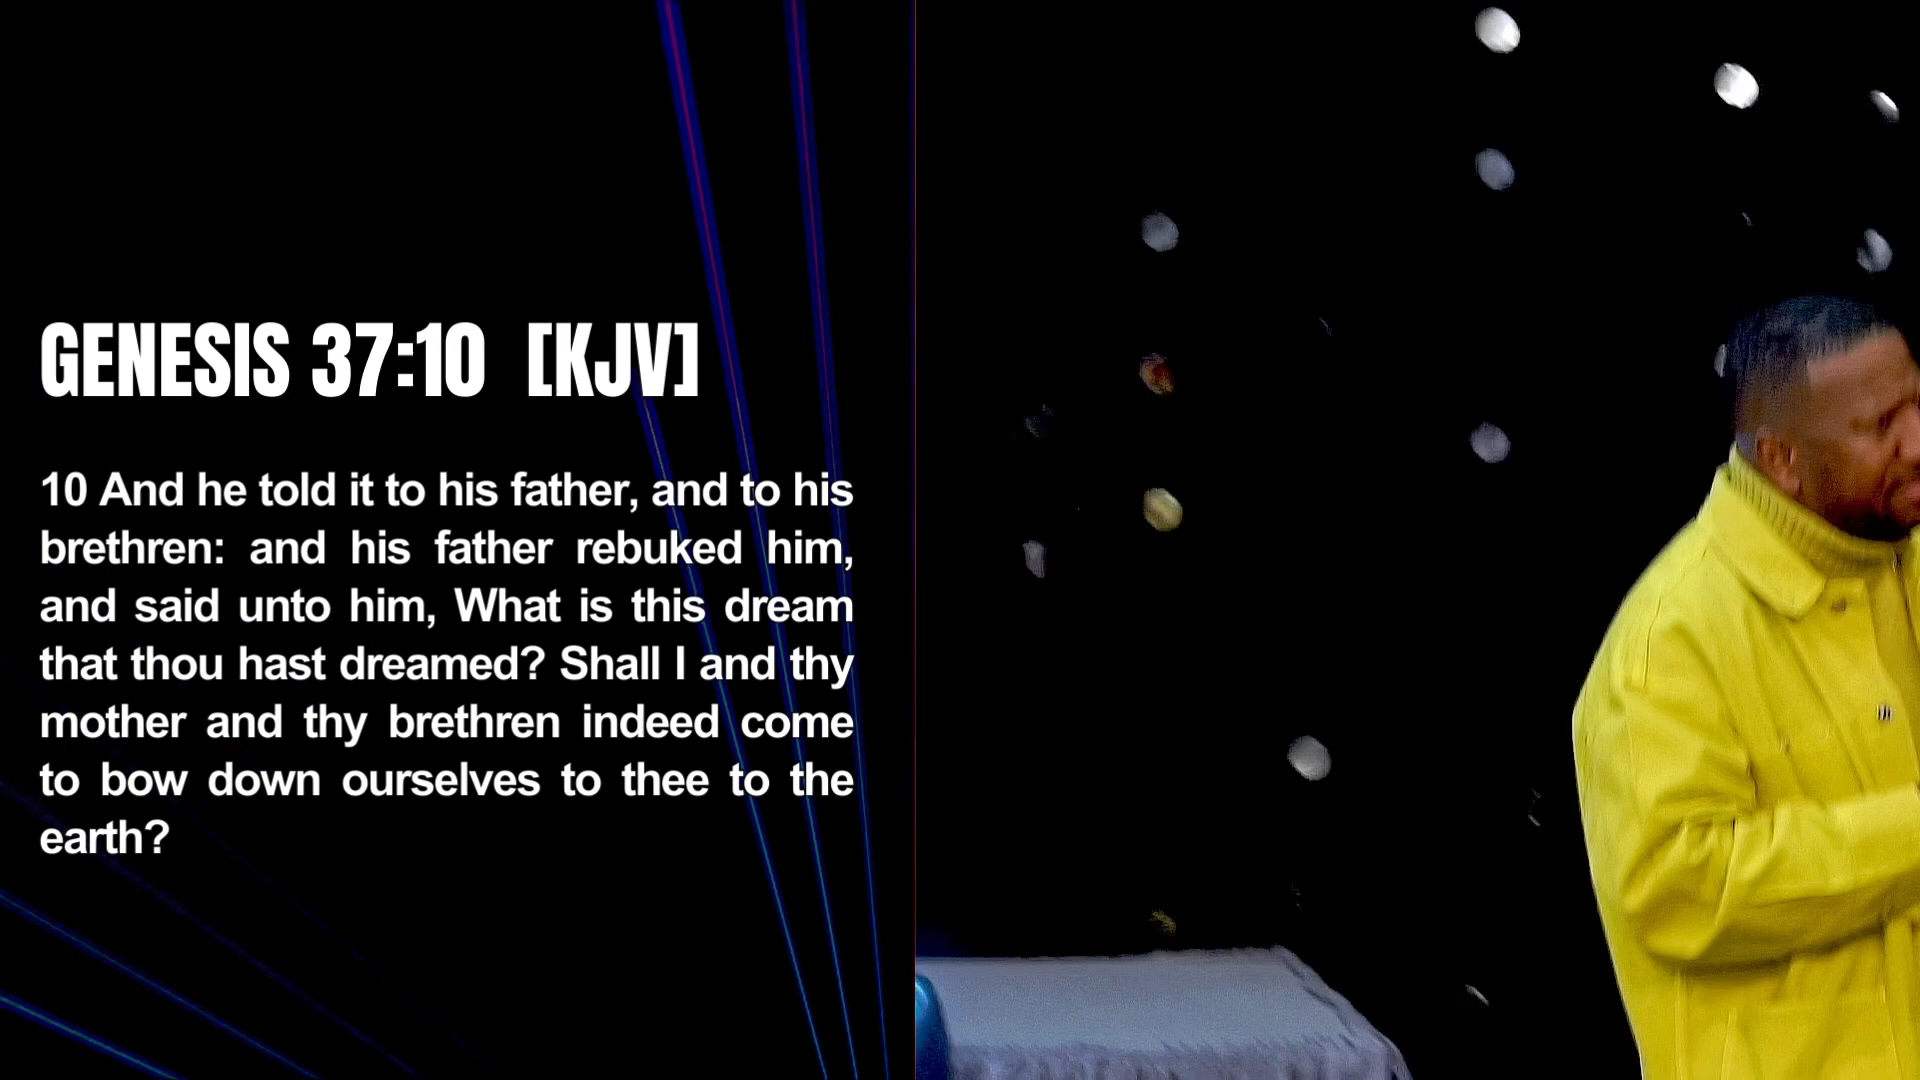 GENESIS 37:10 [KJV]
10 And he told it to his father, and to his
brethren: and his father rebuked him,
and said unto him, What is this dream
that thou hast dreamed? Shall I and thy
mother and thy brethren indeed come
to bow down ourselves to thee to the
earth?